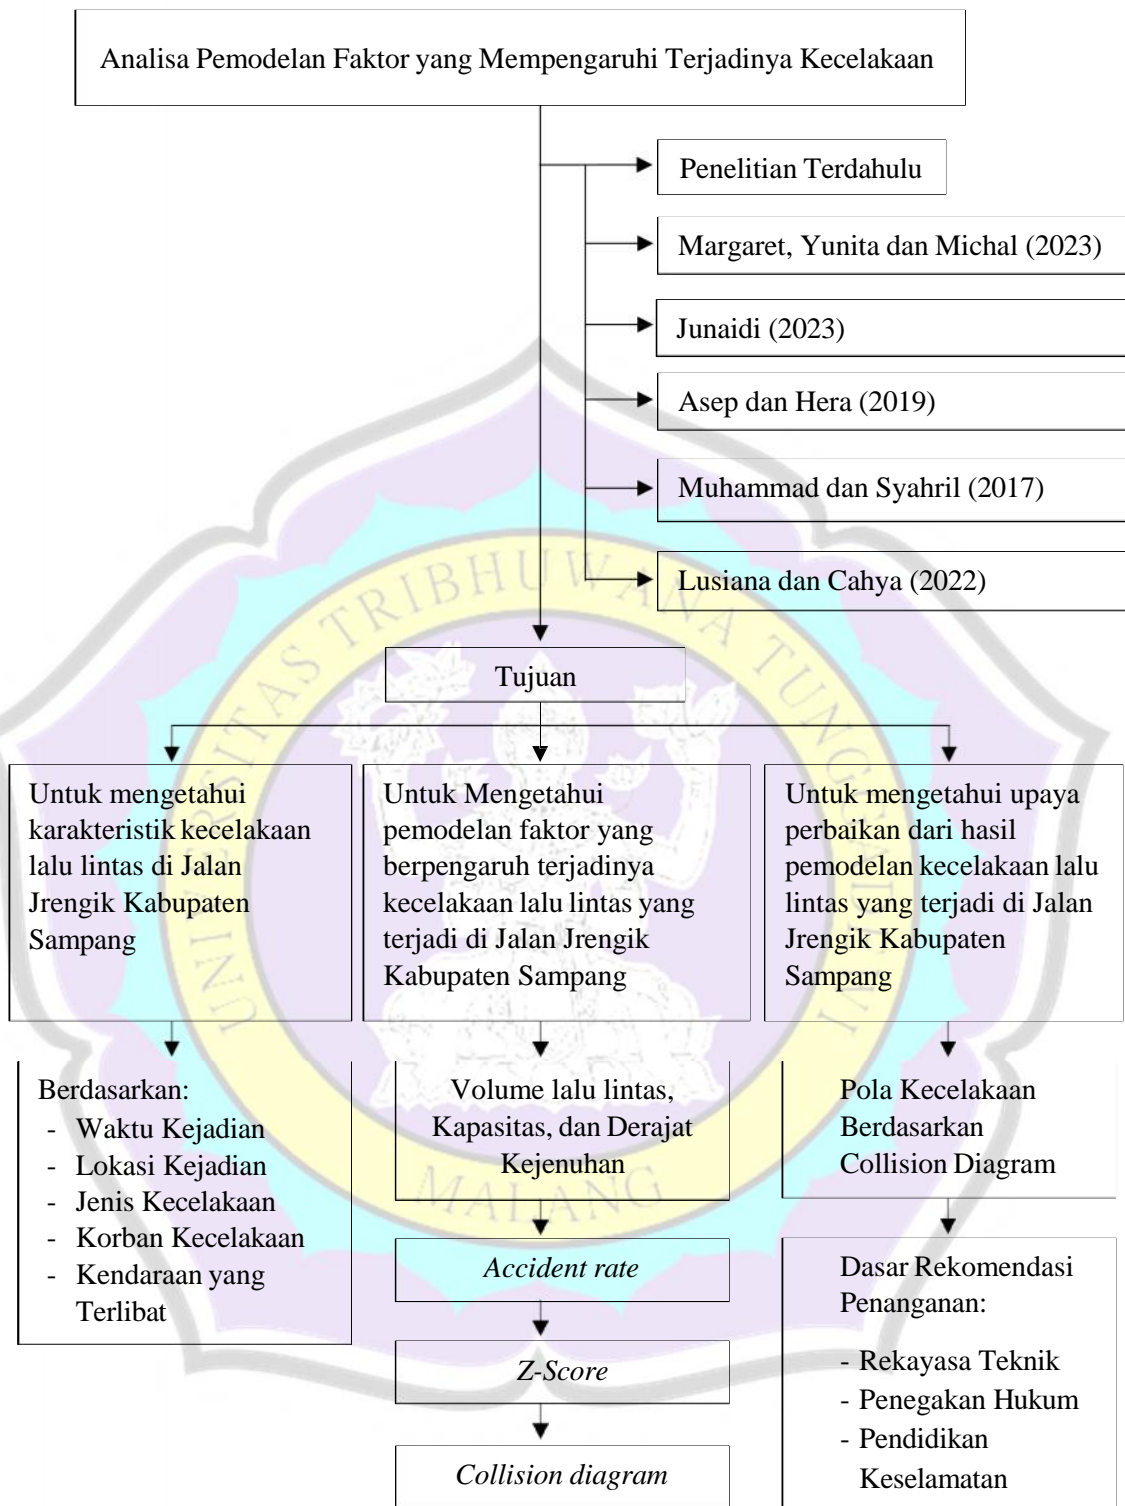 Analisa Pemodelan Faktor yang Mempengaruhi Terjadinya Kecelakaan
Penelitian Terdahulu
Margaret, Yunita dan Michal (2023)
Junaidi (2023)
Asep dan Hera (2019)
Muhammad dan Syahril (2017)
Lusiana dan Cahya (2022)
Tujuan
Untuk mengetahui
karakteristik kecelakaan
lalu lintas di Jalan
Jrengik Kabupaten
Sampang
Untuk Mengetahui
pemodelan faktor yang
berpengaruh terjadinya
kecelakaan lalu lintas yang
terjadi di Jalan Jrengik
Kabupaten Sampang
Untuk mengetahui upaya
perbaikan dari hasil
pemodelan kecelakaan lalu
lintas yang terjadi di Jalan
Jrengik Kabupaten
Sampang
Berdasarkan:
- Waktu Kejadian
- Lokasi Kejadian
- Jenis Kecelakaan
- Korban Kecelakaan
- Kendaraan yang
Terlibat
Volume lalu lintas,
Kapasitas, dan Derajat
Kejenuhan
Accident rate
Z-Score
Collision diagram
Pola Kecelakaan
Berdasarkan
Collision Diagram
Dasar Rekomendasi
Penanganan:
- Rekayasa Teknik
- Penegakan Hukum
- Pendidikan
Keselamatan
UNIVERSITAS TRIBHUWANA TUNGGADEWI
MALANG